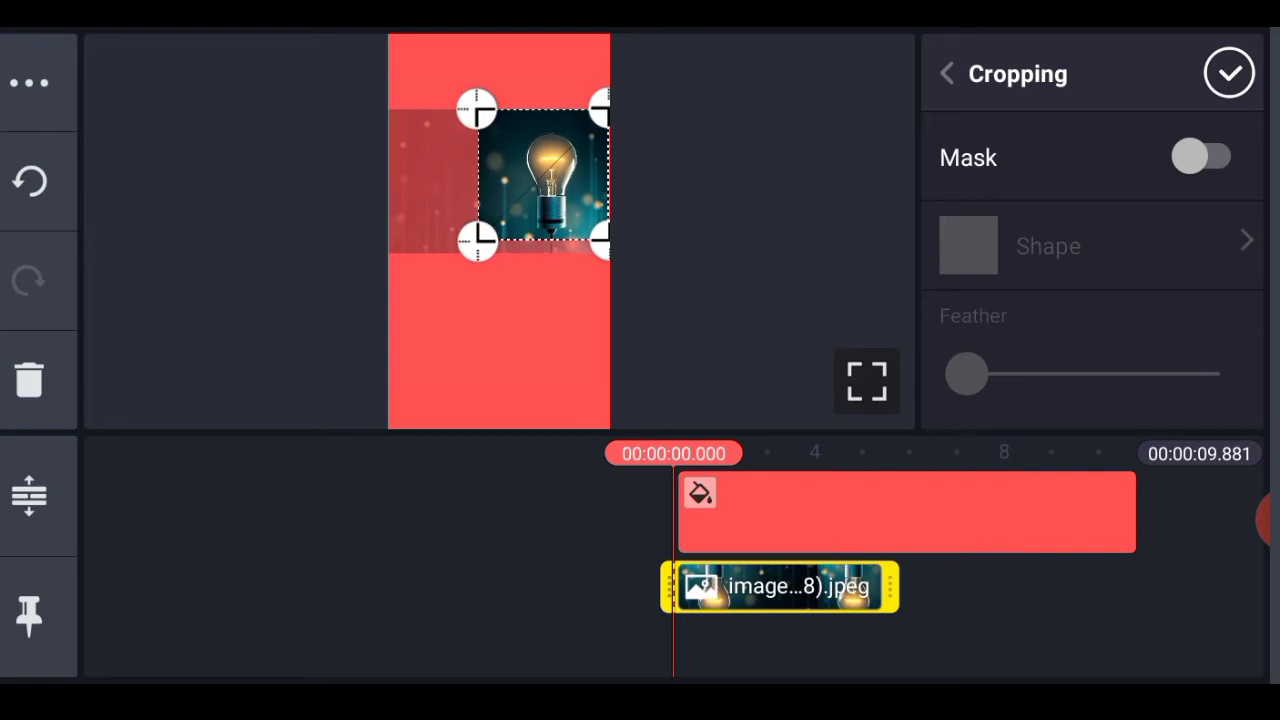 Cropping
Mask
Shape
Feather
00:00:00.000
4
8
00:00:09.881
image...8).jpeg